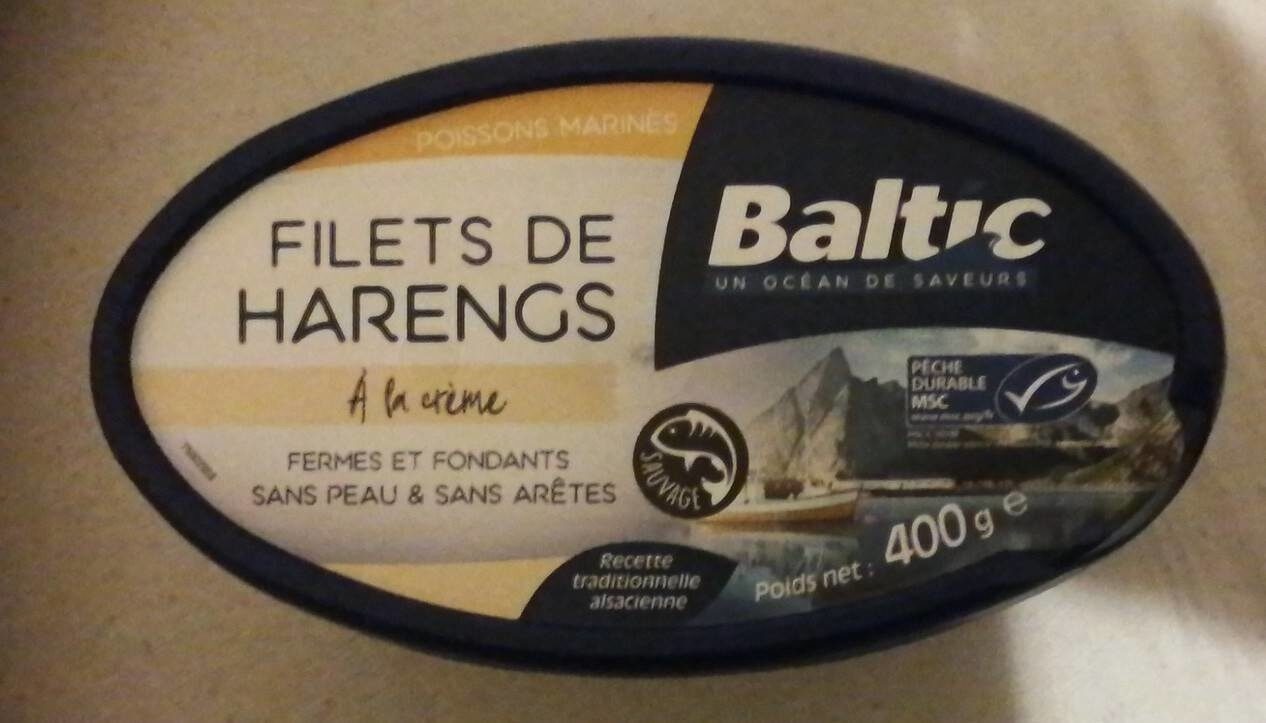 POISSONS MARINÉS
FILETS DE
HARENGS
À la crème
FERMES ET FONDANTS
SANS PEAU & SANS ARÊTES
Baltic
UN OCÉAN DE SAVEURS
PÊCHE
DURABLE
MSC
SAUVAGE
Recette
traditionnelle
alsacienne
Poids net : 400 g e